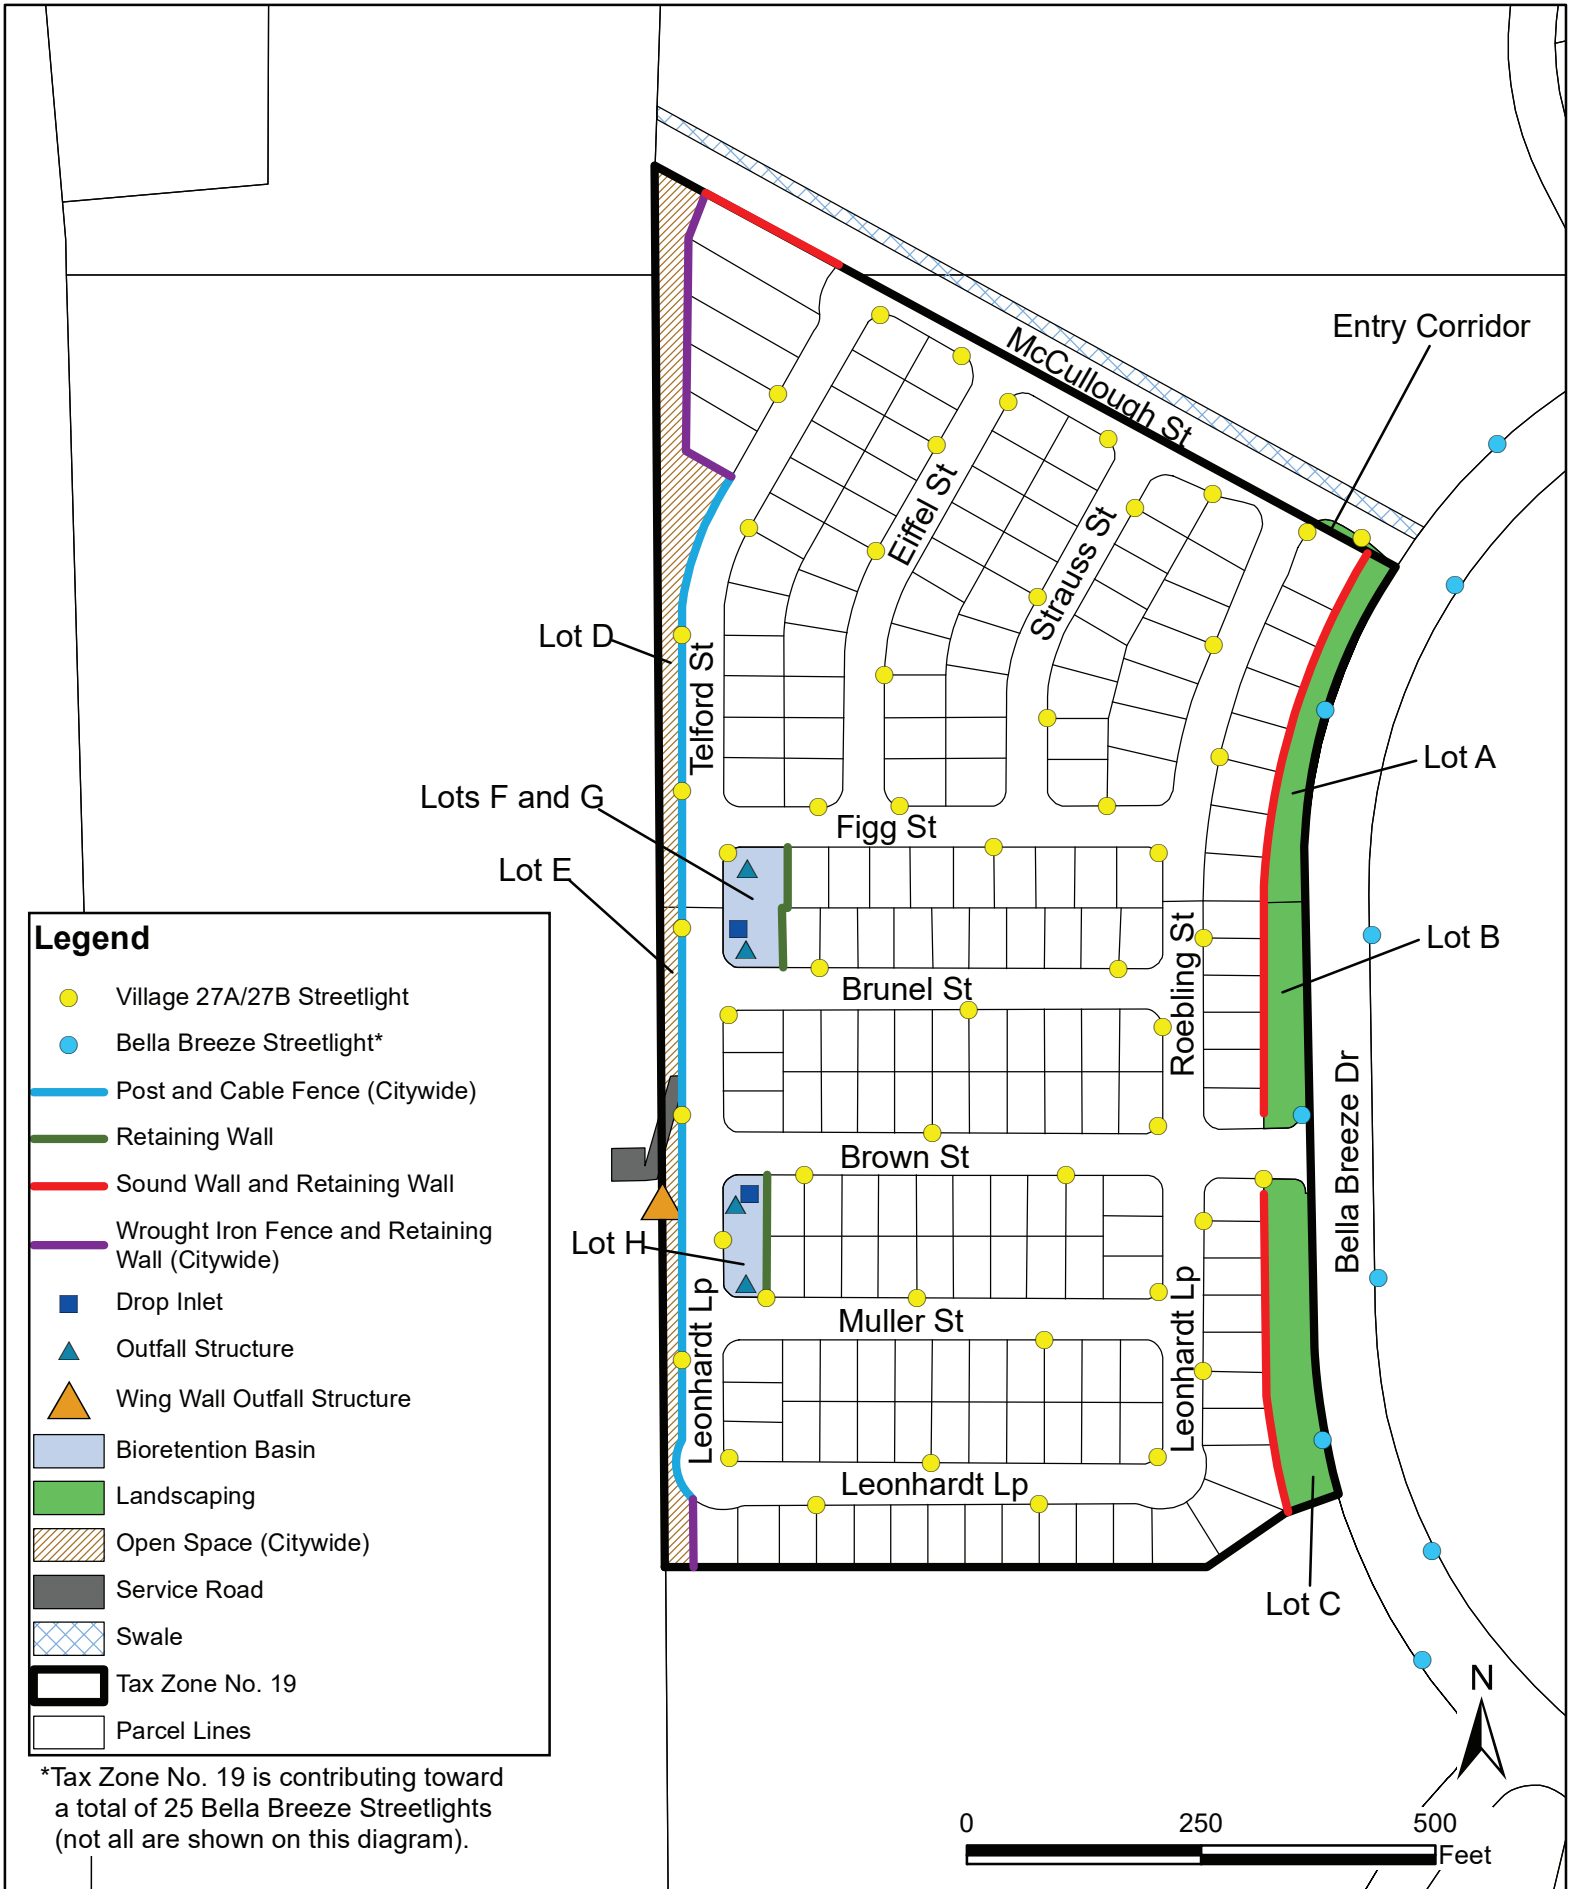 Entry Corridor
McCullough St
Eiffel St
Strauss St
Lot D
Telford St
Lot A
Lots F and G
Figg St
Lot E
Roebling St
Lot B
Brunel St
Bella Breeze Dr
Brown St
Lot H
Leonhardt Lp
Leonhardt Lp
Muller St
Leonhardt Lp
Lot C
Legend
Village 27A/27B Streetlight
Bella Breeze Streetlight*
Post and Cable Fence (Citywide)
Retaining Wall
Sound Wall and Retaining Wall
Wrought Iron Fence and Retaining
Wall (Citywide)
Drop Inlet
Outfall Structure
Wing Wall Outfall Structure
Bioretention Basin
Landscaping
Open Space (Citywide)
Service Road
Swale
Tax Zone No. 19
Parcel Lines
*Tax Zone No. 19 is contributing toward
a total of 25 Bella Breeze Streetlights
(not all are shown on this diagram).
N
0 250 500
Feet